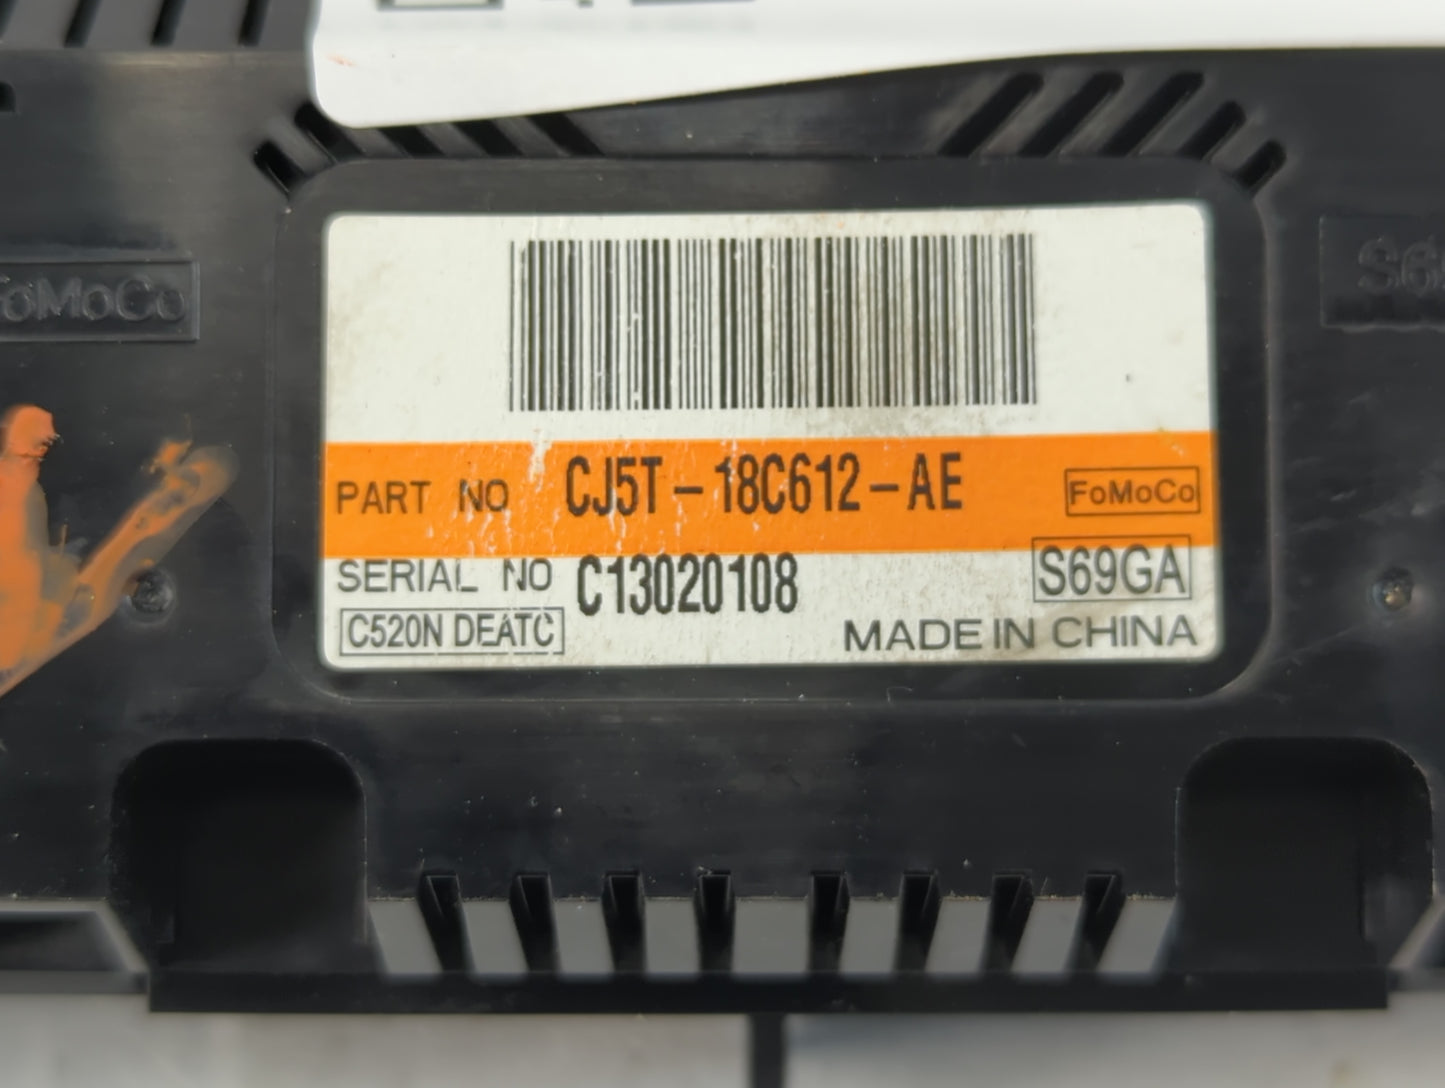 FoMoCo
PART NO CJ5T-18C612-AE FoMoCo
SERIAL NO C13020108 S69GA
C520N DEATC MADE IN CHINA